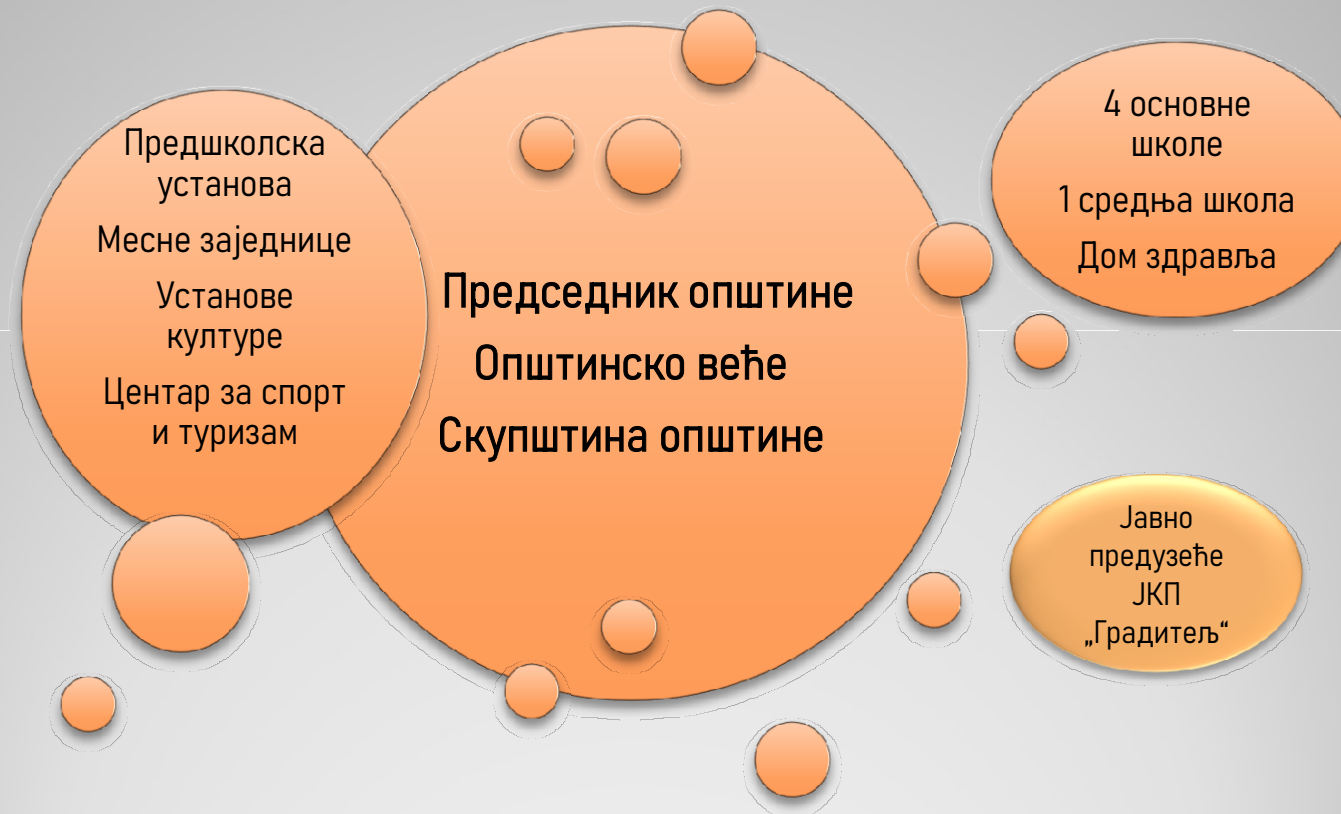 Предшколска
установа
Месне заједнице
Установе
културе
Центар за спорт
и туризам
Председник општине
Општинско веће
Скупштина општине
4 основне
школе
1 средња школа
Дом здравља
Јавно
предузеће
ЈКП
„Градитељ“